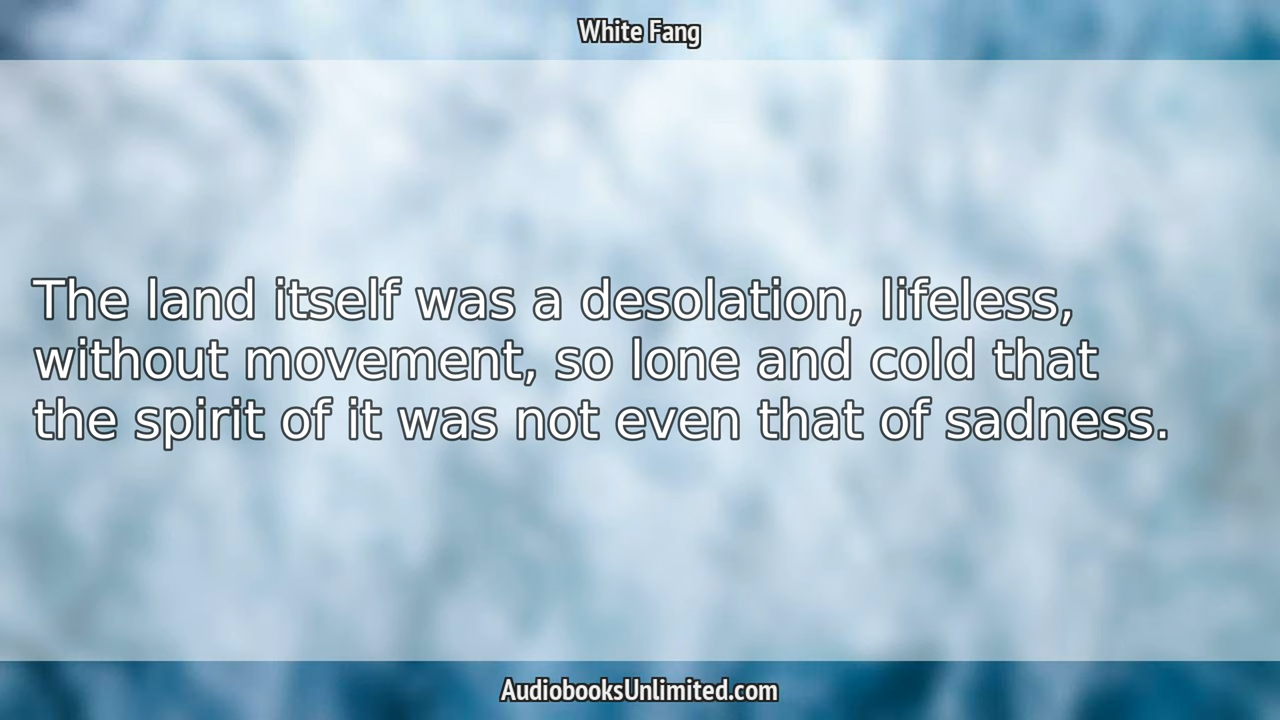 White Fang
The land itself was a desolation, lifeless,
without movement, so lone and cold that
the spirit of it was not even that of sadness.
AudiobooksUnlimited.com